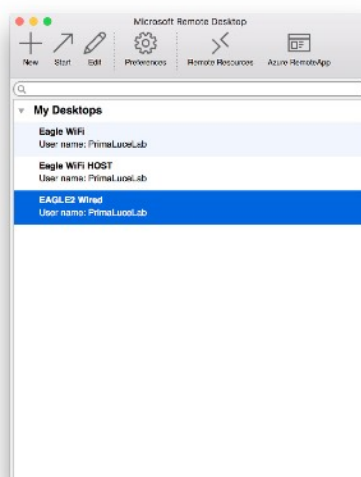 Microsoft Remote Desktop
New Start Edit Preferences Remote Resources Azure RemoteApp
My Desktops
Eagle WiFi
User name: PrimaLuceLab
Eagle WiFi HOST
User name: PrimaLuceLab
EAGLE2 Wired
User name: PrimaLuceLab